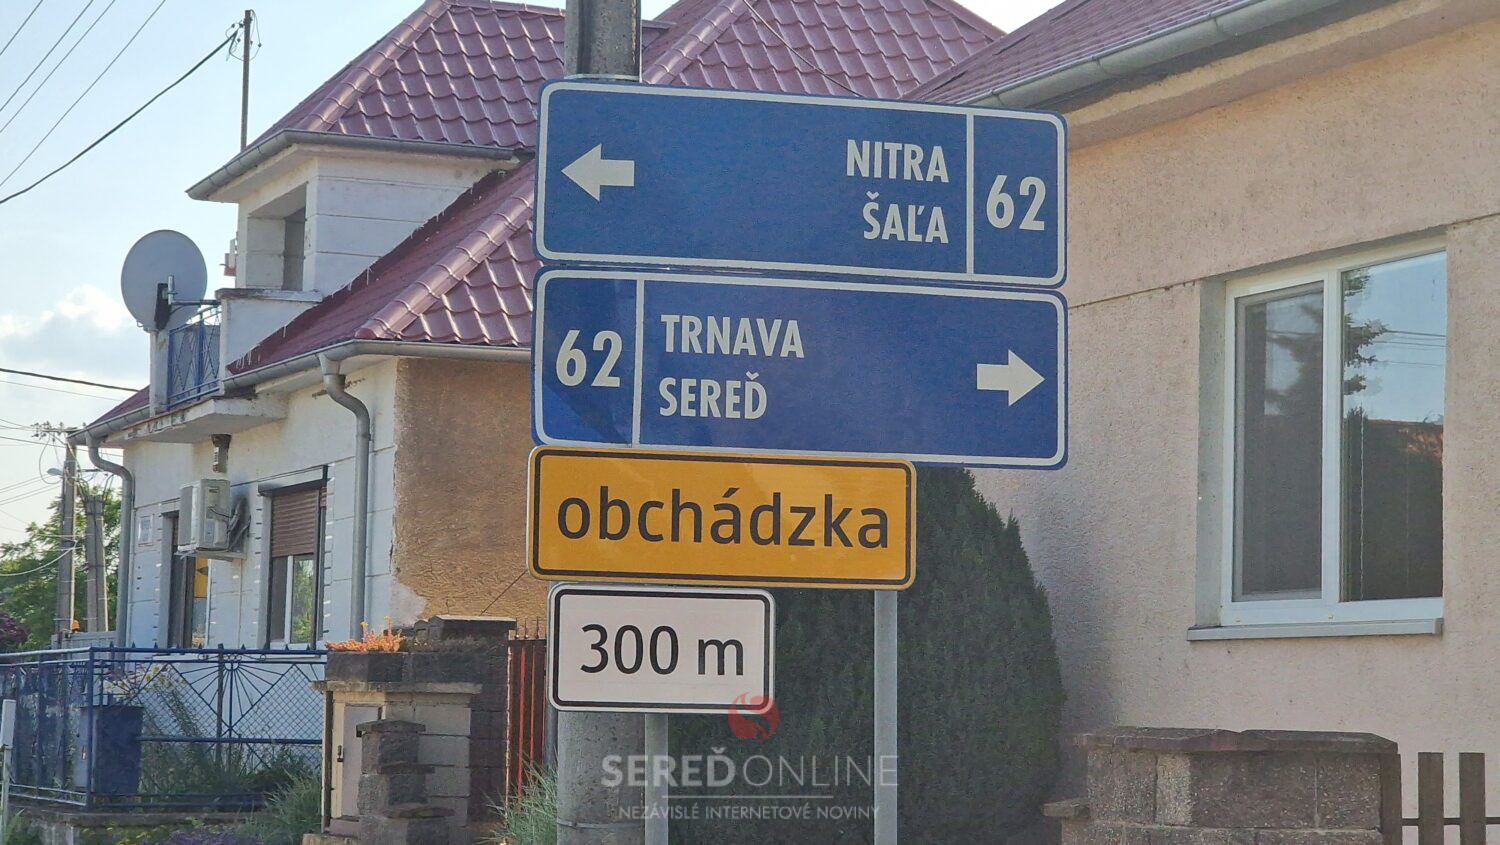 NITRA
ŠAĽA
62
62
TRNAVA
SEREĎ
obchádzka
300 m
SEREĎONLINE
NEZÁVISLÉ INTERNETOVÉ NOVINY